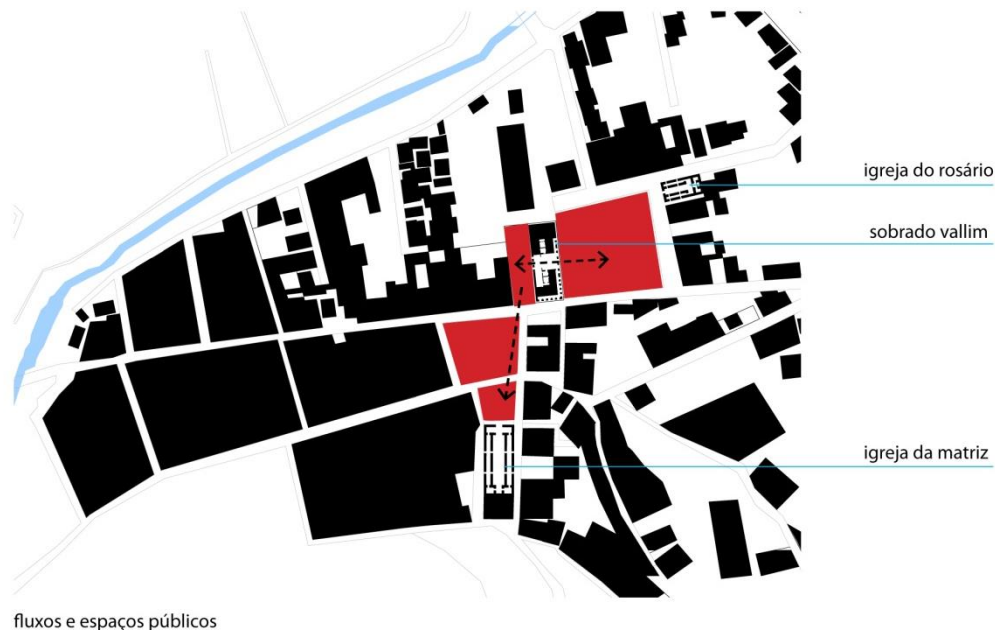 igreja do rosário
sobrado vallim
igreja da matriz
fluxos e espaços públicos